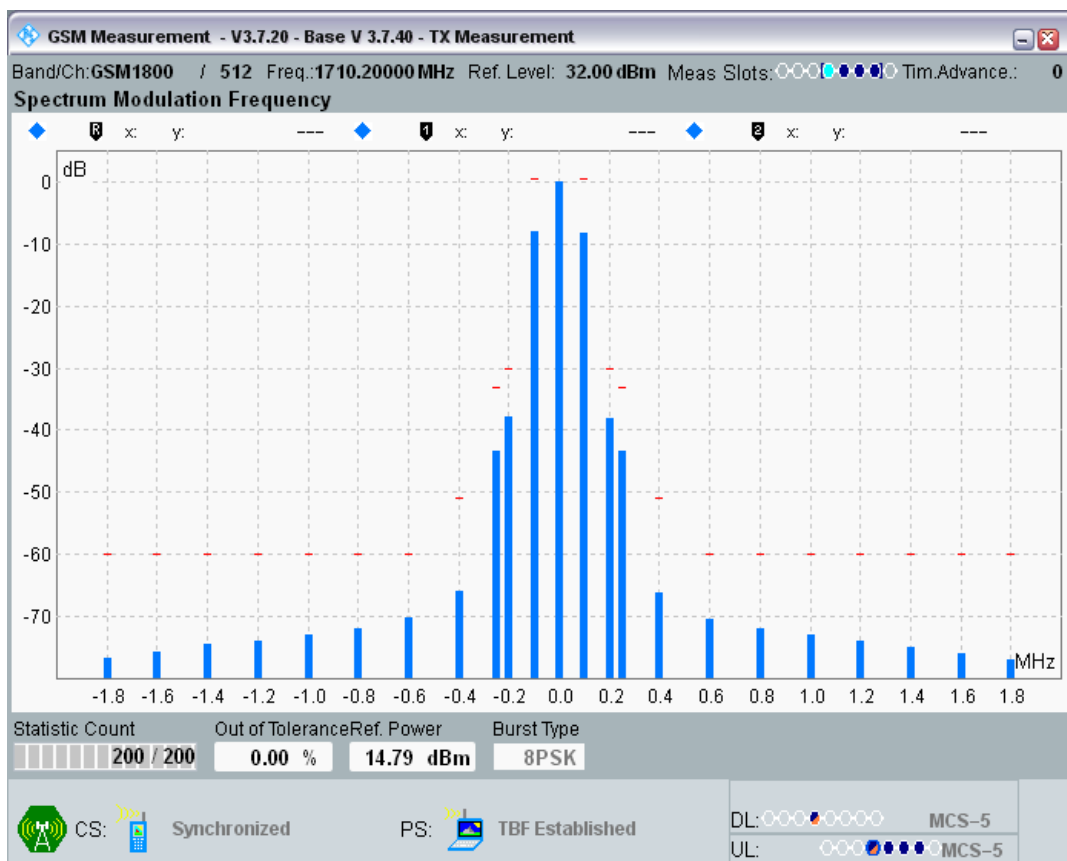 GSM Measurement - V3.7.20 - Base V 3.7.40 - TX Measurement
Band/Ch:GSM1800 / 512 Freq.:1710.20000 MHz Ref. Level: 32.00 dBm Meas Slots: Tim.Advance.: 0
Spectrum Modulation Frequency
R x: y: --- 1 x: y: --- 2 x: y: ---
dB
0
-10
-20
-30
-40
-50
-60
-70
MHz
-1.8 -1.6 -1.4 -1.2 -1.0 -0.8 -0.6 -0.4 -0.2 0.0 0.2 0.4 0.6 0.8 1.0 1.2 1.4 1.6 1.8
Statistic Count Out of Tolerance Ref. Power Burst Type
200 / 200 0.00 % 14.79 dBm 8PSK
CS: Synchronized PS: TBF Established
DL: MCS-5
UL: MCS-5